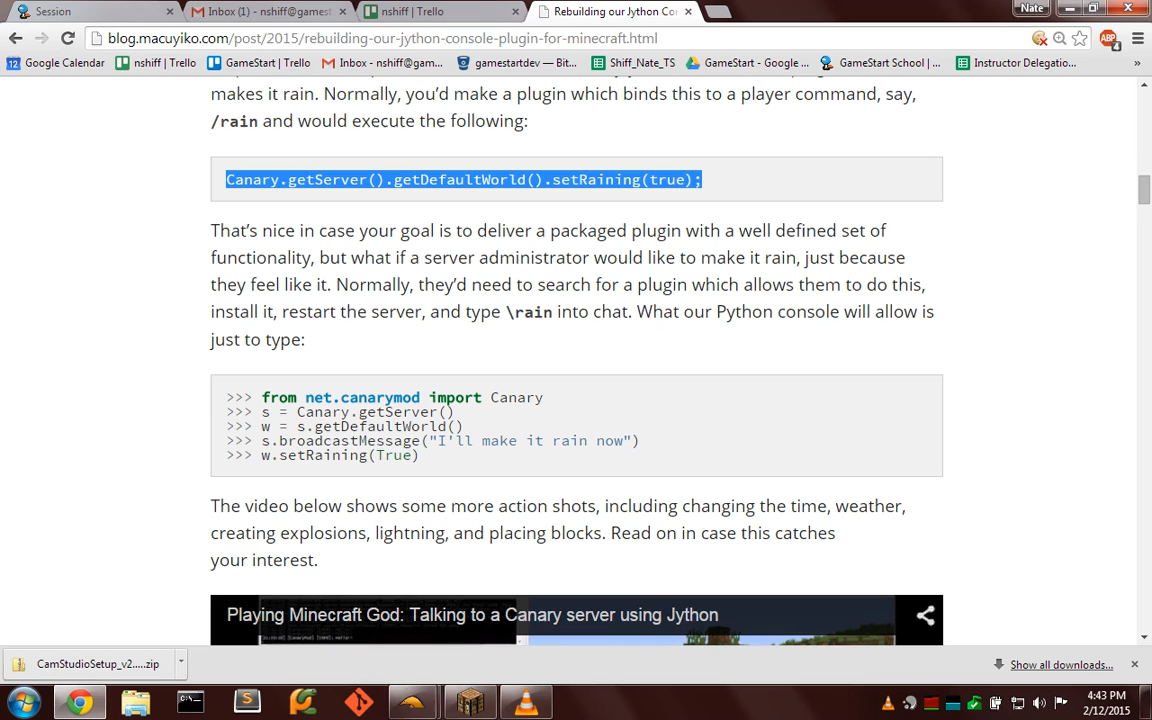 Session
Inbox (1) - nshiff@gamest
nshiff | Trello
Rebuilding our Jython Co
Nate
blog.macuyiko.com/post/2015/rebuilding-our-jython-console-plugin-for-minecraft.html
12 Google Calendar
nshiff | Trello
GameStart | Trello
Inbox - nshiff@gam...
gamestartdev — Bit...
Shiff_Nate_TS
GameStart - Google ...
GameStart School | ...
Instructor Delegatio...
makes it rain. Normally, you'd make a plugin which binds this to a player command, say,
/rain and would execute the following:
Canary.getServer().getDefaultWorld().setRaining(true);
That's nice in case your goal is to deliver a packaged plugin with a well defined set of
functionality, but what if a server administrator would like to make it rain, just because
they feel like it. Normally, they'd need to search for a plugin which allows them to do this,
install it, restart the server, and type \rain into chat. What our Python console will allow is
just to type:
>>> from net.canarymod import Canary
>>> s = Canary.getServer()
>>> w = s.getDefaultWorld()
>>> s.broadcastMessage("I'll make it rain now")
>>> w.setRaining(True)
The video below shows some more action shots, including changing the time, weather,
creating explosions, lightning, and placing blocks. Read on in case this catches
your interest.
Playing Minecraft God: Talking to a Canary server using Jython
CamStudioSetup_v2.....zip
Show all downloads...
4:43 PM
2/12/2015